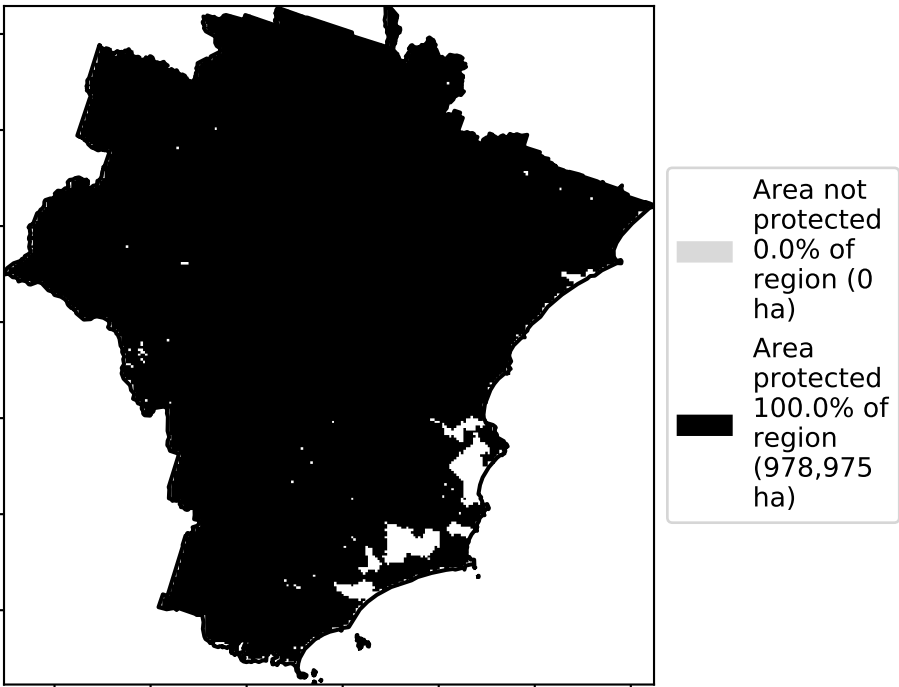 Area not
protected
0.0% of
region (0
ha)
Area
protected
100.0% of
region
(978,975
ha)